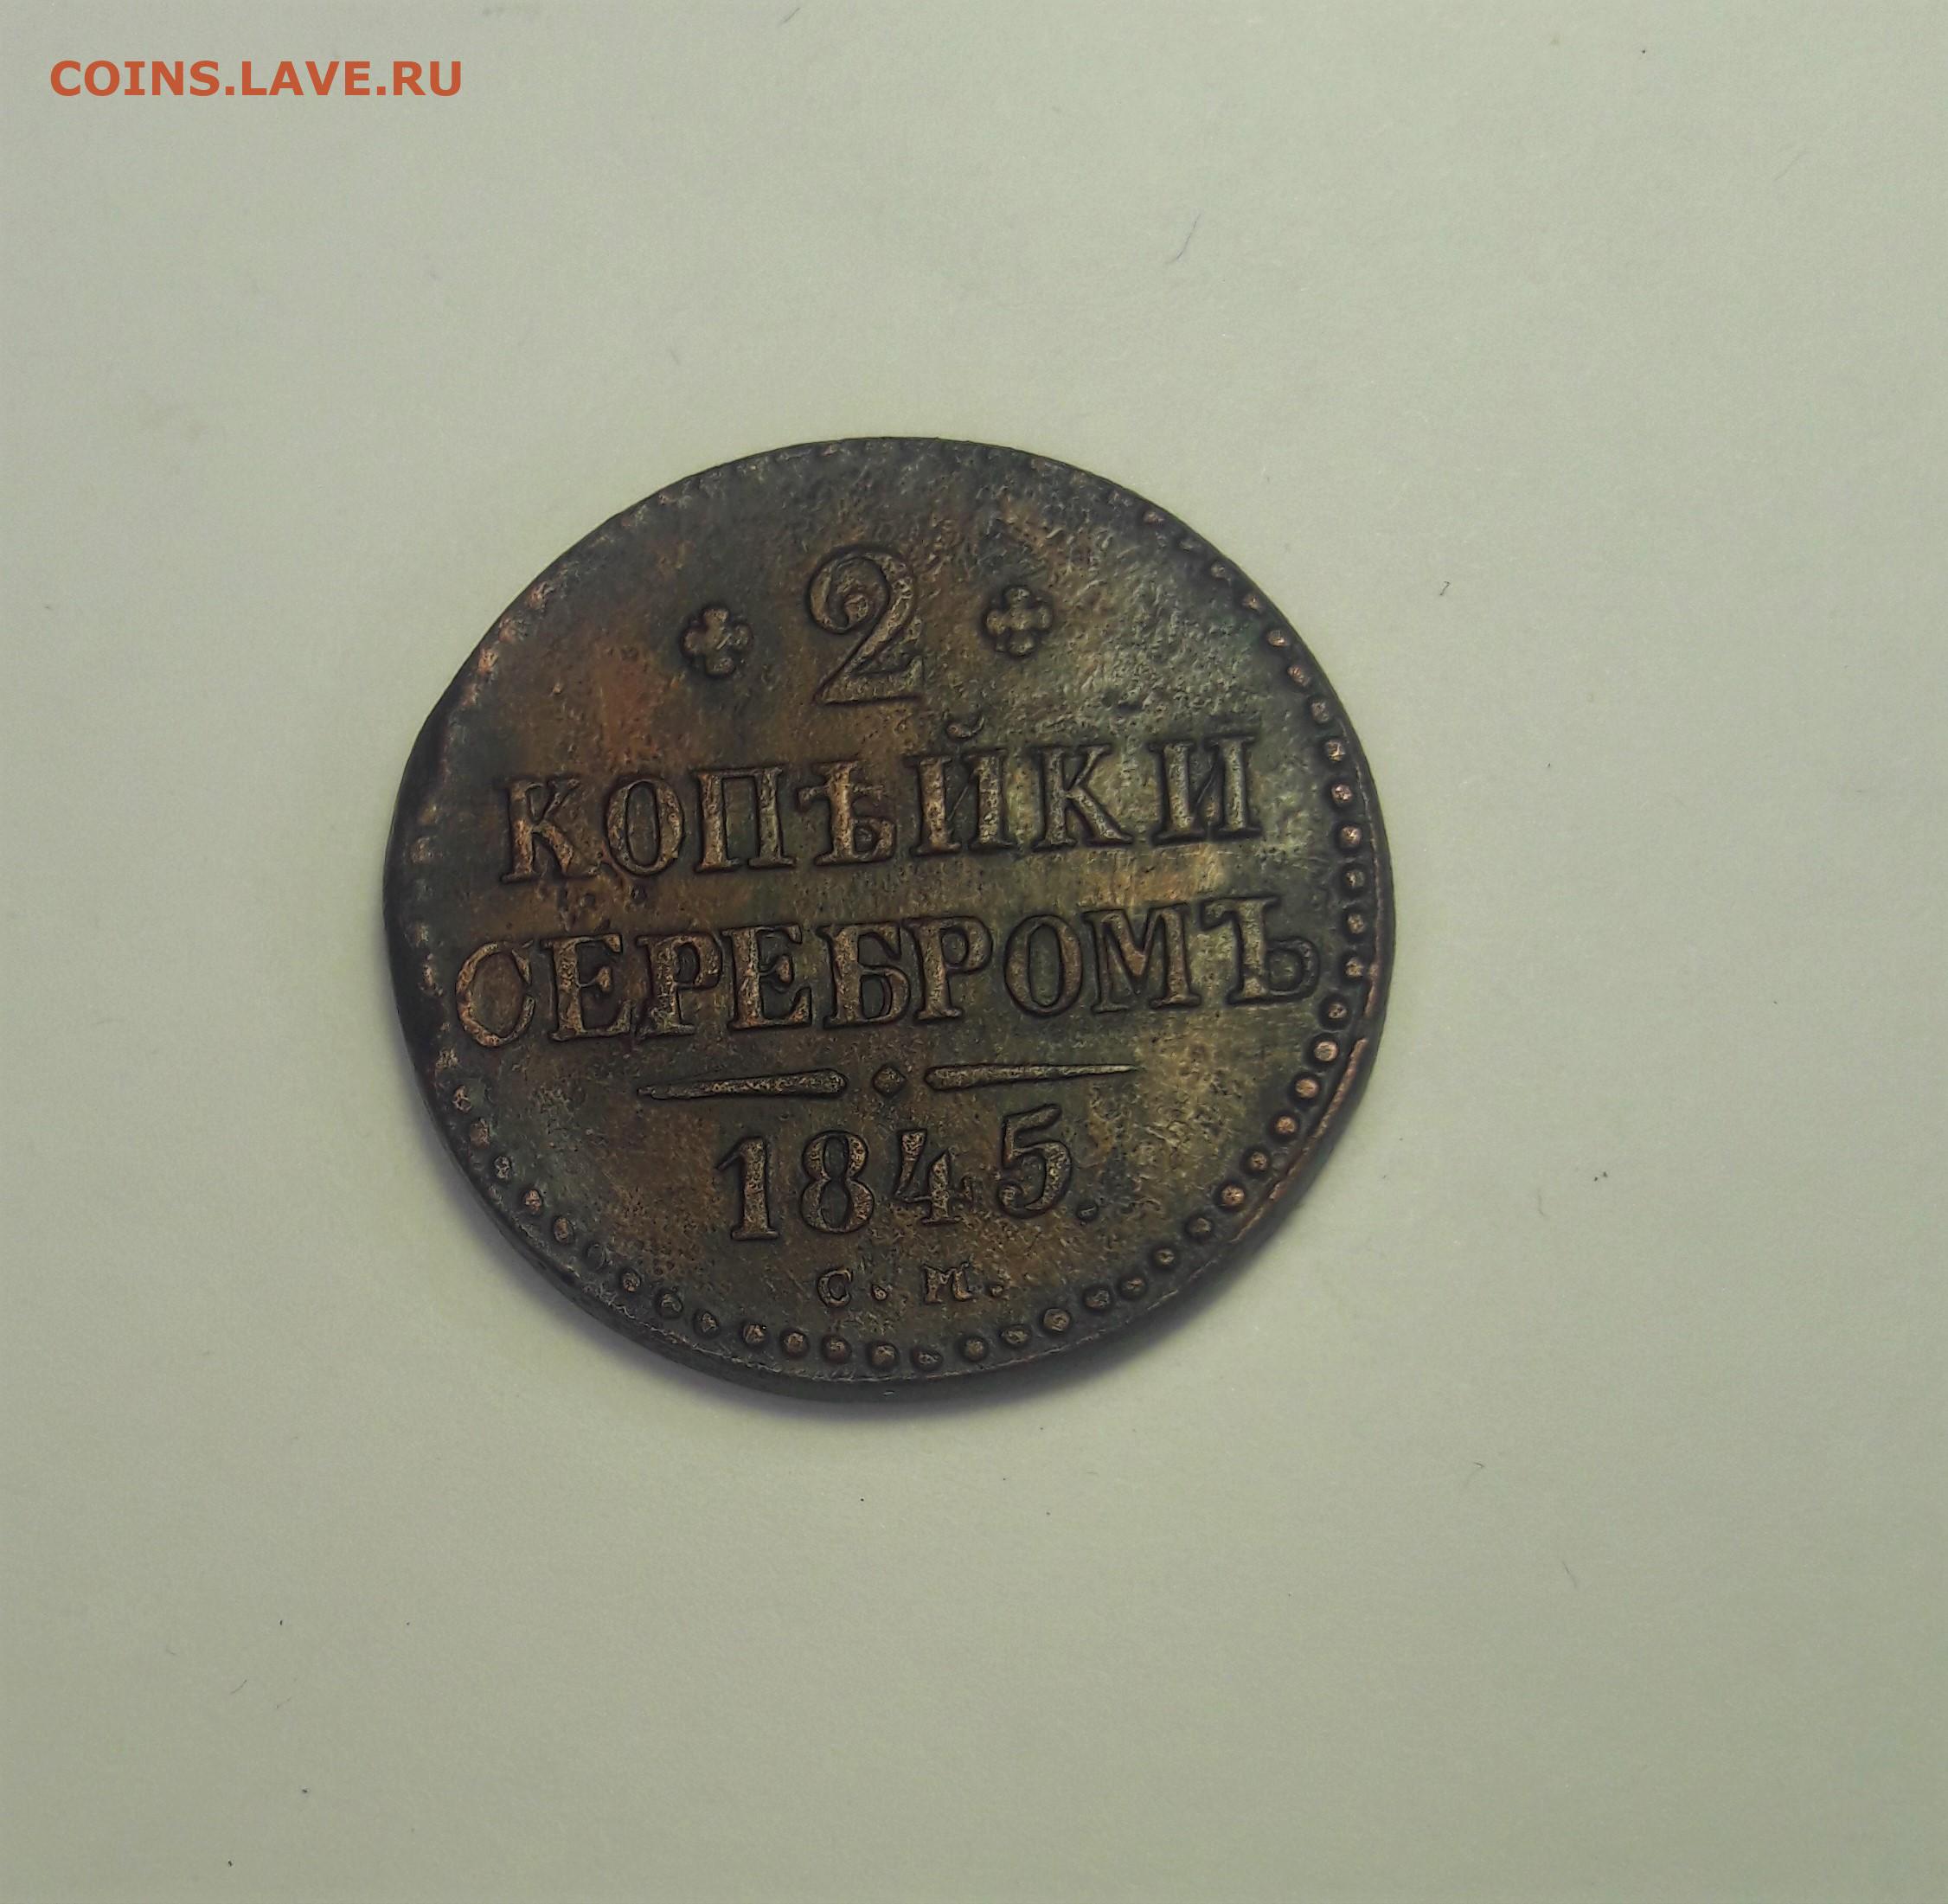 COINS.LAVE.RU
2
КОПѢЙКИ
СЕРЕБРОМЪ
1845.
С. М.